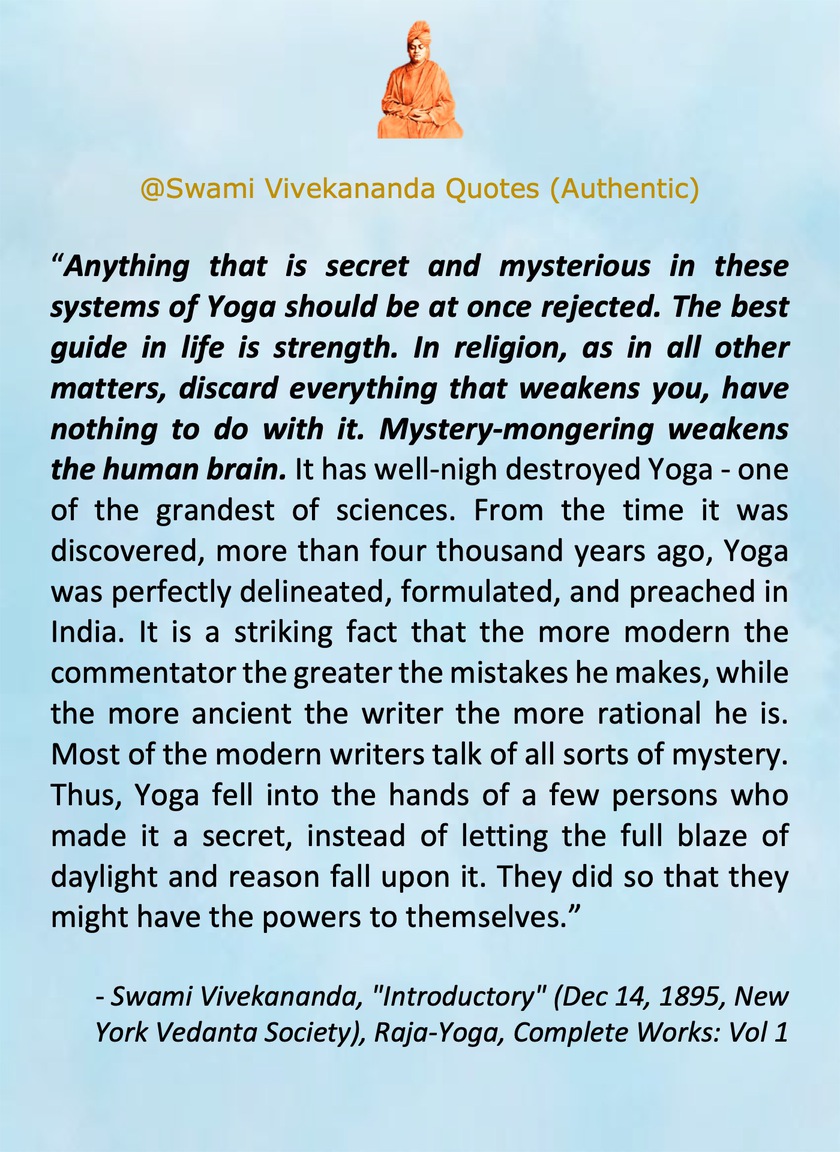 @Swami Vivekananda Quotes (Authentic)
“Anything that is secret and mysterious in these
systems of Yoga should be at once rejected. The best
guide in life is strength. In religion, as in all other
matters, discard everything that weakens you, have
nothing to do with it. Mystery-mongering weakens
the human brain. It has well-nigh destroyed Yoga - one
of the grandest of sciences. From the time it was
discovered, more than four thousand years ago, Yoga
was perfectly delineated, formulated, and preached in
India. It is a striking fact that the more modern the
commentator the greater the mistakes he makes, while
the more ancient the writer the more rational he is.
Most of the modern writers talk of all sorts of mystery.
Thus, Yoga fell into the hands of a few persons who
made it a secret, instead of letting the full blaze of
daylight and reason fall upon it. They did so that they
might have the powers to themselves.”
- Swami Vivekananda, "Introductory" (Dec 14, 1895, New
York Vedanta Society), Raja-Yoga, Complete Works: Vol 1